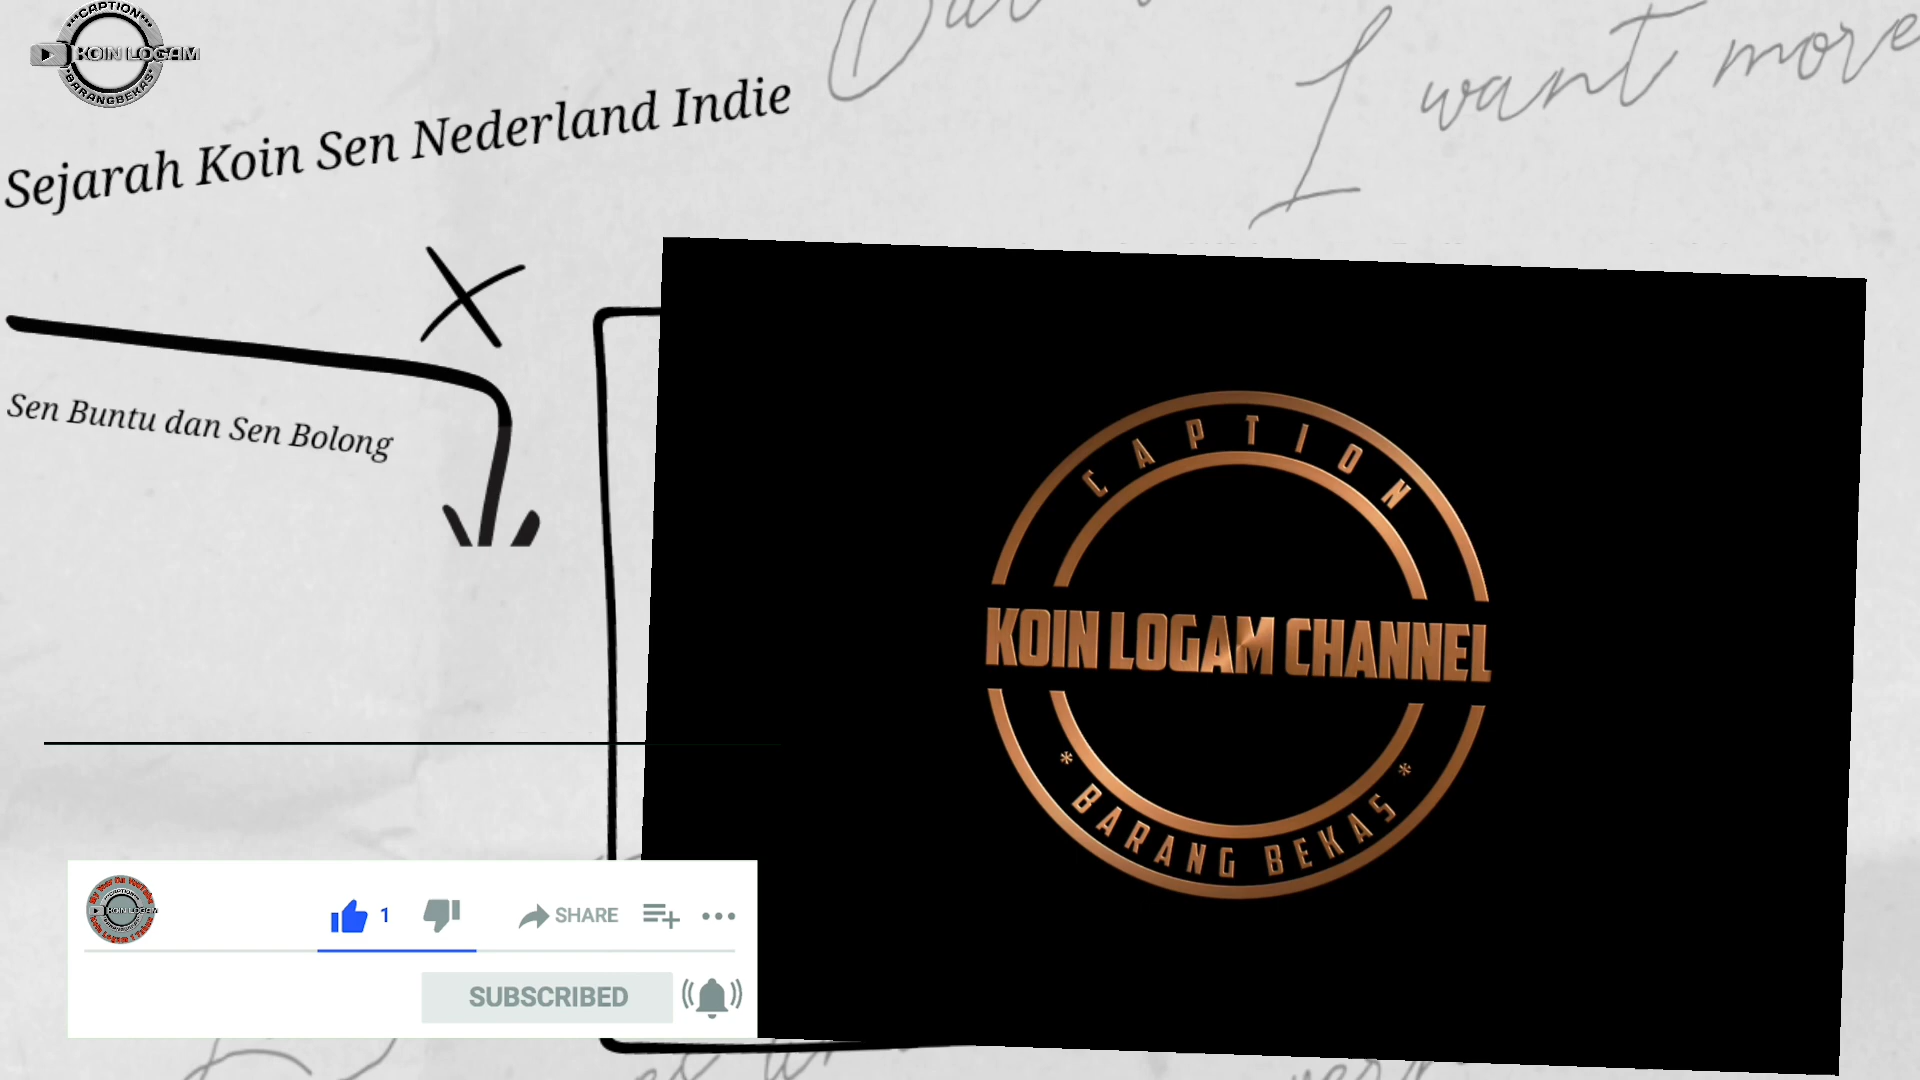 CAPTION
KOIN LOGAM
BARANGBEKAS
I want more
Sejarah Koin Sen Nederland Indie
Sen Buntu dan Sen Bolong
CAPTION
KOIN LOGAM CHANNEL
* BARANG BEKAS *
1
SHARE
SUBSCRIBED